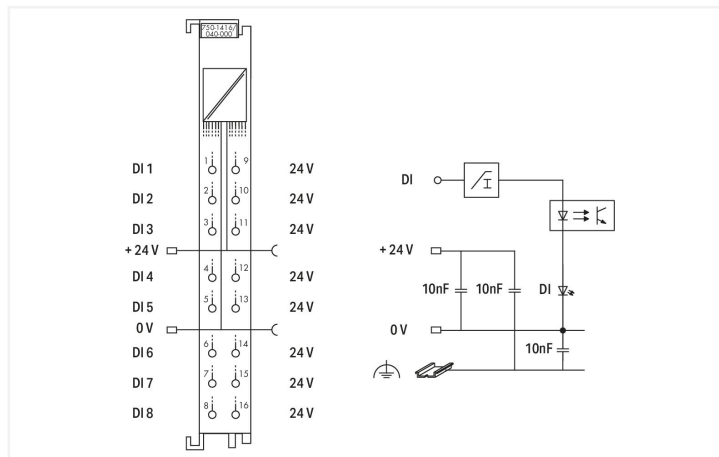 750-1416/
040-000
DI 1 1 9 24 V
DI 2 2 10 24 V
DI 3 3 11 24 V
+ 24 V
DI 4 4 12 24 V
DI 5 5 13 24 V
0 V
DI 6 6 14 24 V
DI 7 7 15 24 V
DI 8 8 16 24 V
DI I
+ 24 V
10nF 10nF DI
0 V
10nF